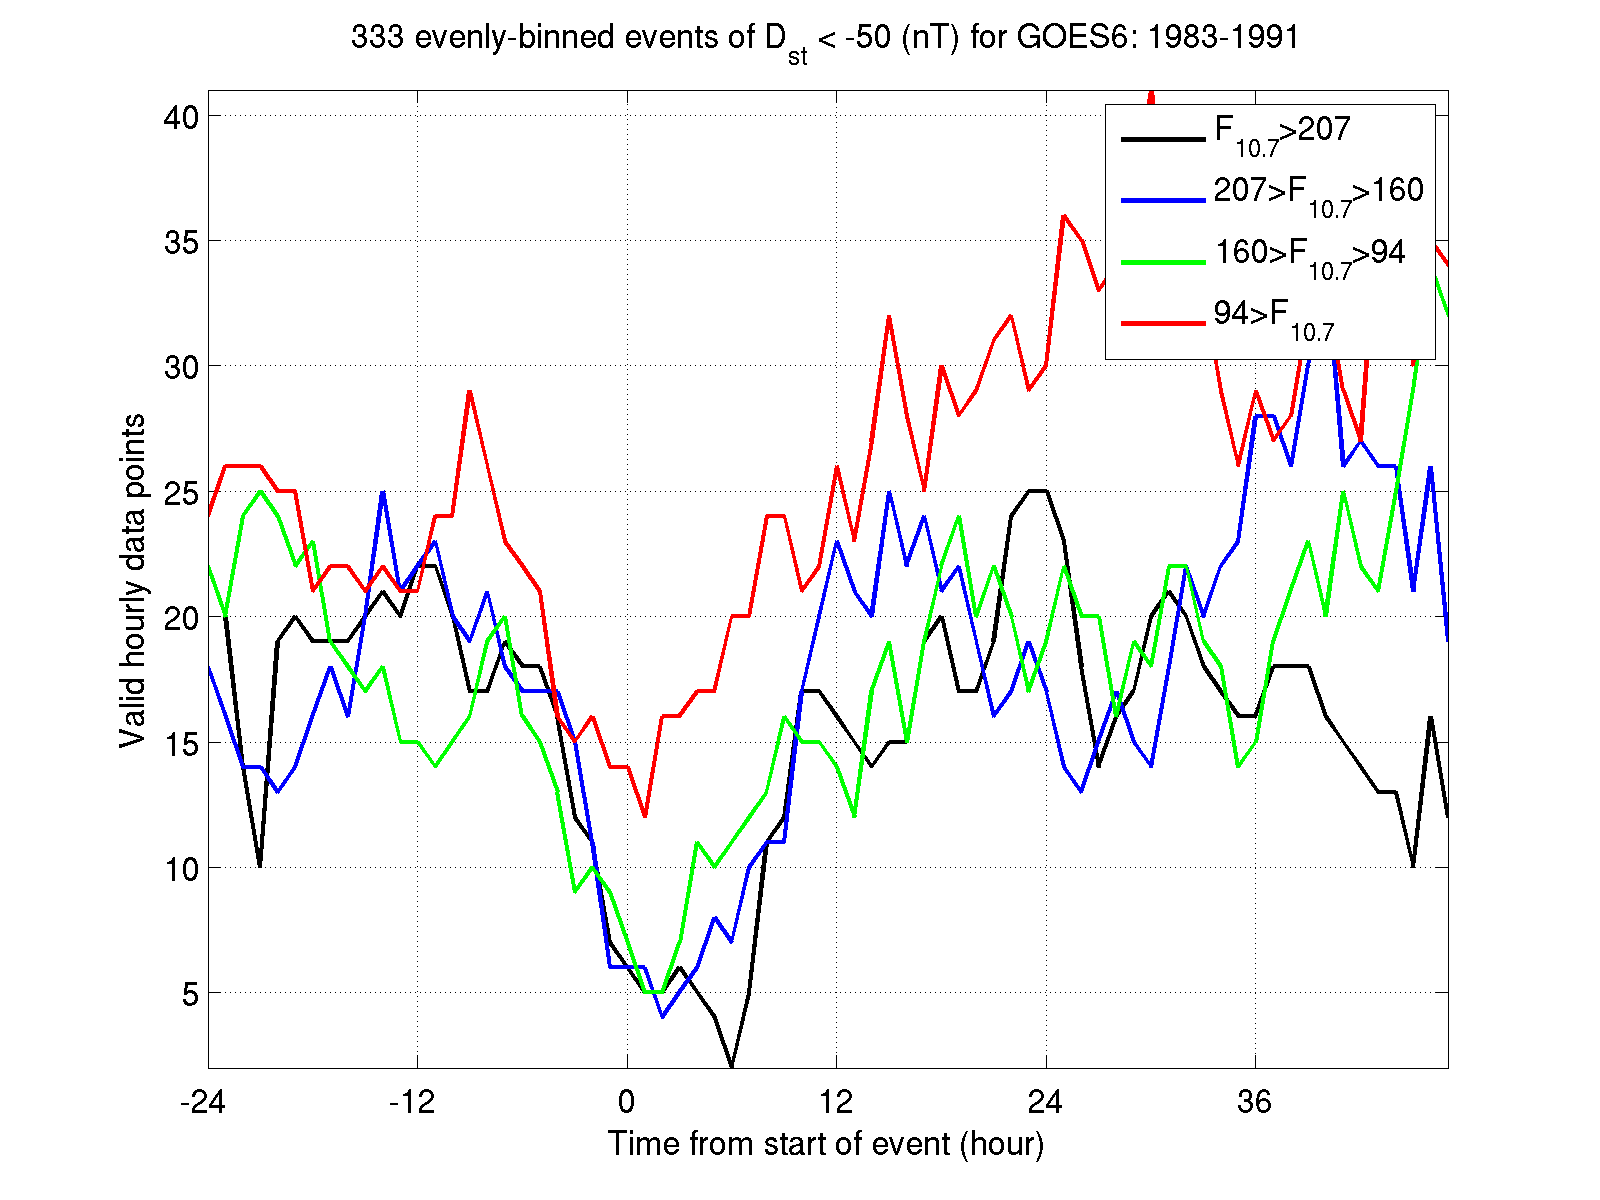 333 evenly-binned events of D_st < -50 (nT) for GOES6: 1983-1991
40
35
30
25
20
15
10
5
Valid hourly data points
F_10.7>207
207>F_10.7>160
160>F_10.7>94
94>F_10.7
-24 -12 0 12 24 36
Time from start of event (hour)